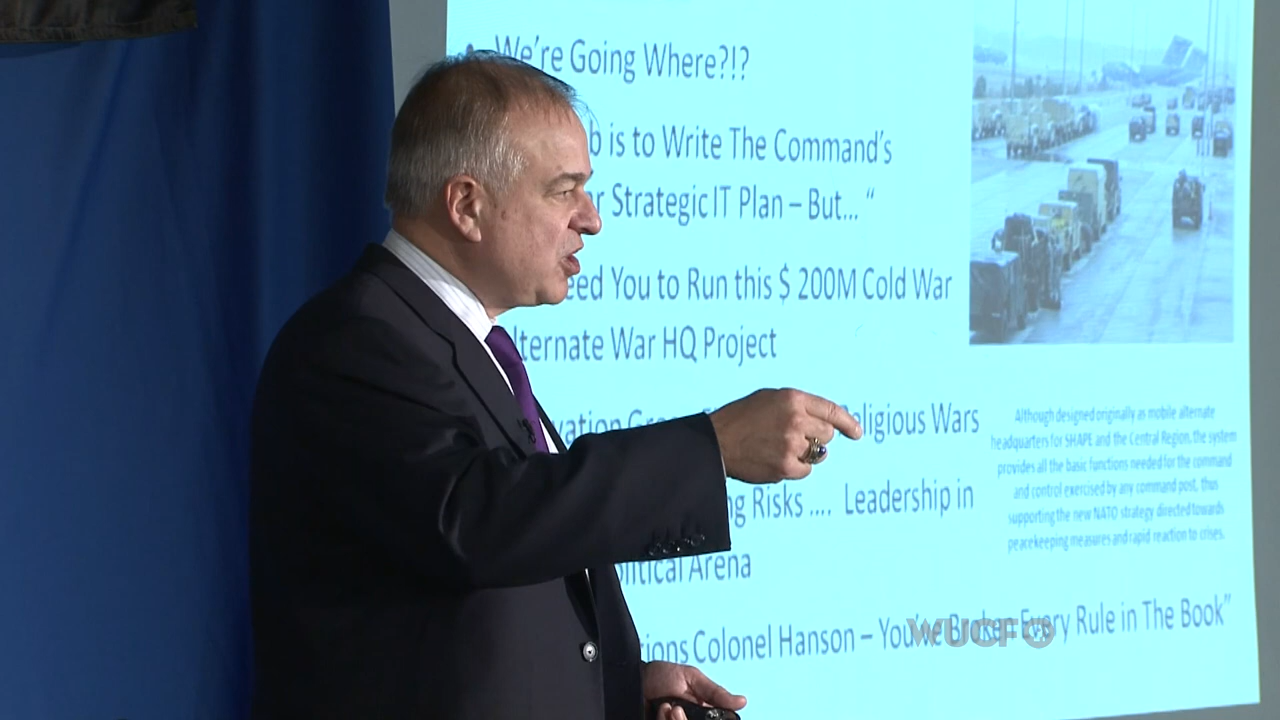 We're Going Where?!?
b is to Write The Command's
r Strategic IT Plan – But... "
eed You to Run this $ 200M Cold War
lternate War HQ Project
vation Religious Wars
ng Risks .... Leadership in
olitical Arena
tions Colonel Hanson – You've Broken Every Rule in The Book"
Although designed originally as mobile alternate
headquarters for SHAPE and the Central Region, the system
provides all the basic functions needed for the command
and control exercised by any command post, thus
supporting the new NATO strategy directed towards
peacekeeping measures and rapid reaction to crises.
WUCF